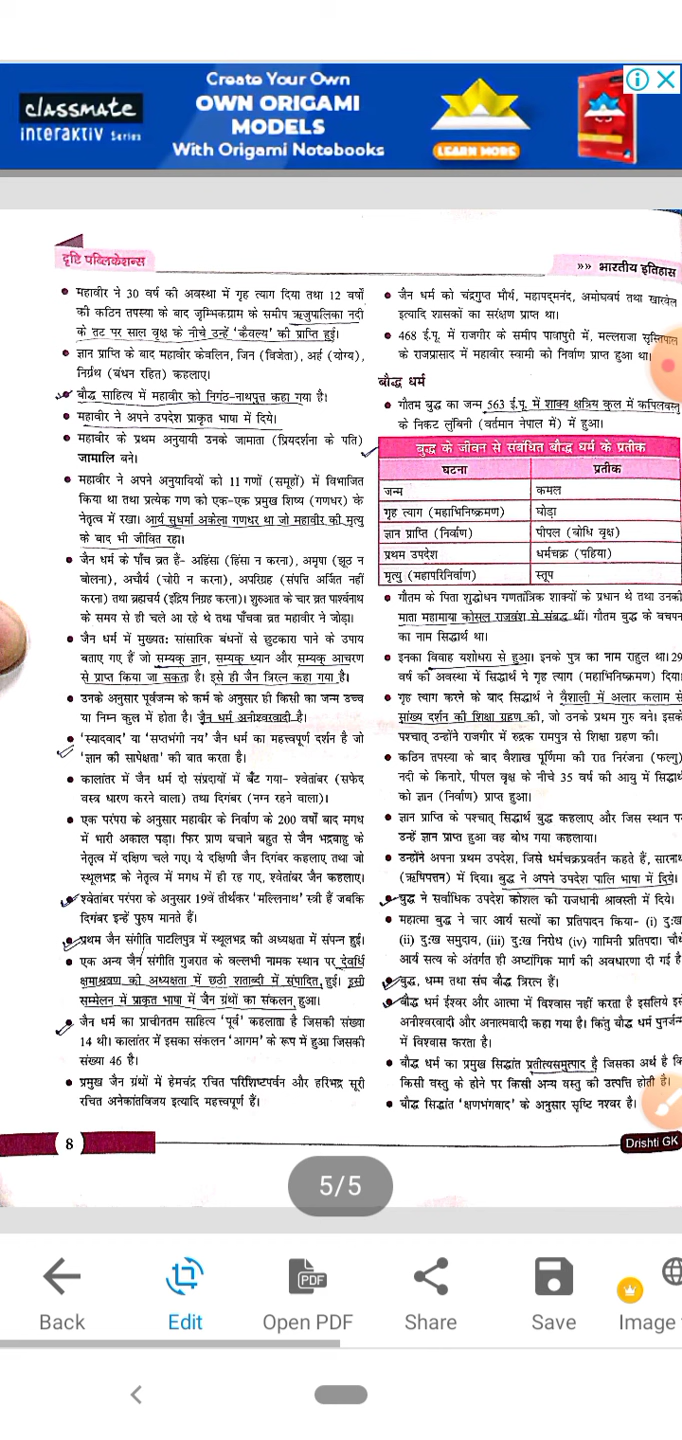 Create Your Own
OWN ORIGAMI
MODELS
With Origami Notebooks
classmate
INTERAKTIV Series
LEARN MORE
दृष्टि पब्लिकेशन्स
»» भारतीय इतिहास
● महावीर ने 30 वर्ष की अवस्था में गृह त्याग दिया तथा 12 वर्षों
की कठिन तपस्या के बाद जृम्भिकग्राम के समीप ऋजुपालिका नदी
के तट पर साल वृक्ष के नीचे उन्हें 'कैवल्य' की प्राप्ति हुई।
● ज्ञान प्राप्ति के बाद महावीर केवलिन, जिन (विजेता), अर्ह (योग्य),
निर्ग्रंथ (बंधन रहित) कहलाए।
● बौद्ध साहित्य में महावीर को निगंठ-नाथपुत्त कहा गया है।
● महावीर ने अपने उपदेश प्राकृत भाषा में दिये।
● महावीर के प्रथम अनुयायी उनके जामाता (प्रियदर्शना के पति)
जामालि बने।
● महावीर ने अपने अनुयायियों को 11 गणों (समूहों) में विभाजित
किया था तथा प्रत्येक गण को एक-एक प्रमुख शिष्य (गणधर) के
नेतृत्व में रखा। आर्य सुधर्मा अकेला गणधर था जो महावीर की मृत्यु
के बाद भी जीवित रहा।
● जैन धर्म के पाँच व्रत हैं- अहिंसा (हिंसा न करना), अमृषा (झूठ न
बोलना), अचौर्य (चोरी न करना), अपरिग्रह (संपत्ति अर्जित नहीं
करना) तथा ब्रह्मचर्य (इंद्रिय निग्रह करना)। शुरुआत के चार व्रत पार्श्वनाथ
के समय से ही चले आ रहे थे तथा पाँचवा व्रत महावीर ने जोड़ा।
● जैन धर्म में मुख्यतः सांसारिक बंधनों से छुटकारा पाने के उपाय
बताए गए हैं जो सम्यक् ज्ञान, सम्यक् ध्यान और सम्यक् आचरण
से प्राप्त किया जा सकता है। इसे ही जैन त्रिरत्न कहा गया है।
● उनके अनुसार पूर्वजन्म के कर्म के अनुसार ही किसी का जन्म उच्च
या निम्न कुल में होता है। जैन धर्म अनीश्वरवादी है।
● 'स्यादवाद' या 'सप्तभंगी नय' जैन धर्म का महत्त्वपूर्ण दर्शन है जो
'ज्ञान की सापेक्षता' की बात करता है।
● कालांतर में जैन धर्म दो संप्रदायों में बँट गया- श्वेतांबर (सफेद
वस्त्र धारण करने वाला) तथा दिगंबर (नग्न रहने वाला)।
● एक परंपरा के अनुसार महावीर के निर्वाण के 200 वर्षों बाद मगध
में भारी अकाल पड़ा। फिर प्राण बचाने बहुत से जैन भद्रबाहु के
नेतृत्व में दक्षिण चले गए। ये दक्षिणी जैन दिगंबर कहलाए तथा जो
स्थूलभद्र के नेतृत्व में मगध में ही रह गए, श्वेतांबर जैन कहलाए।
● श्वेतांबर परंपरा के अनुसार 19वें तीर्थंकर 'मल्लिनाथ' स्त्री हैं जबकि
दिगंबर इन्हें पुरुष मानते हैं।
● प्रथम जैन संगीति पाटलिपुत्र में स्थूलभद्र की अध्यक्षता में संपन्न हुई।
● एक अन्य जैन संगीति गुजरात के वल्लभी नामक स्थान पर देवर्धि
क्षमाश्रवण की अध्यक्षता में छठी शताब्दी में संपादित हुई। इसी
सम्मेलन में प्राकृत भाषा में जैन ग्रंथों का संकलन हुआ।
● जैन धर्म का प्राचीनतम साहित्य 'पूर्व' कहलाता है जिसकी संख्या
14 थी। कालांतर में इसका संकलन 'आगम' के रूप में हुआ जिसकी
संख्या 46 है।
● प्रमुख जैन ग्रंथों में हेमचंद्र रचित परिशिष्टपर्वन और हरिभद्र सूरी
रचित अनेकांतविजय इत्यादि महत्त्वपूर्ण हैं।
● जैन धर्म को चंद्रगुप्त मौर्य, महापद्मनंद, अमोघवर्ष तथा खारवेल
इत्यादि शासकों का सरंक्षण प्राप्त था।
● 468 ई.पू. में राजगीर के समीप पावापुरी में, मल्लराजा सृस्तिपाल
के राजप्रासाद में महावीर स्वामी को निर्वाण प्राप्त हुआ था।
बौद्ध धर्म
● गौतम बुद्ध का जन्म 563 ई.पू. में शाक्य क्षत्रिय कुल में कपिलवस्तु
के निकट लुंबिनी (वर्तमान नेपाल में) में हुआ।
बुद्ध के जीवन से संबंधित बौद्ध धर्म के प्रतीक
घटना प्रतीक
जन्म कमल
गृह त्याग (महाभिनिष्क्रमण) घोड़ा
ज्ञान प्राप्ति (निर्वाण) पीपल (बोधि वृक्ष)
प्रथम उपदेश धर्मचक्र (पहिया)
मृत्यु (महापरिनिर्वाण) स्तूप
● गौतम के पिता शुद्धोधन गणतांत्रिक शाक्यों के प्रधान थे तथा उनकी
माता महामाया कोसल राजवंश से संबद्ध थीं। गौतम बुद्ध के बचपन
का नाम सिद्धार्थ था।
● इनका विवाह यशोधरा से हुआ। इनके पुत्र का नाम राहुल था। 29
वर्ष की अवस्था में सिद्धार्थ ने गृह त्याग (महाभिनिष्क्रमण) दिया।
● गृह त्याग करने के बाद सिद्धार्थ ने वैशाली में अलार कलाम से
सांख्य दर्शन की शिक्षा ग्रहण की, जो उनके प्रथम गुरु बने। इसके
पश्चात् उन्होंने राजगीर में रुद्रक रामपुत्र से शिक्षा ग्रहण की।
● कठिन तपस्या के बाद वैशाख पूर्णिमा की रात निरंजना (फल्गु)
नदी के किनारे, पीपल वृक्ष के नीचे 35 वर्ष की आयु में सिद्धार्थ
को ज्ञान (निर्वाण) प्राप्त हुआ।
● ज्ञान प्राप्ति के पश्चात् सिद्धार्थ बुद्ध कहलाए और जिस स्थान प
उन्हें ज्ञान प्राप्त हुआ वह बोध गया कहलाया।
● उन्होंने अपना प्रथम उपदेश, जिसे धर्मचक्रप्रवर्तन कहते हैं, सारनाथ
(ऋषिपत्तन) में दिया। बुद्ध ने अपने उपदेश पालि भाषा में दिये।
● बुद्ध ने सर्वाधिक उपदेश कोशल की राजधानी श्रावस्ती में दिये।
● महात्मा बुद्ध ने चार आर्य सत्यों का प्रतिपादन किया- (i) दुःख
(ii) दुःख समुदाय, (iii) दुःख निरोध (iv) गामिनी प्रतिपदा। चौथे
आर्य सत्य के अंतर्गत ही अष्टांगिक मार्ग की अवधारणा दी गई है
● बुद्ध, धम्म तथा संघ बौद्ध त्रिरत्न हैं।
● बौद्ध धर्म ईश्वर और आत्मा में विश्वास नहीं करता है इसलिये इसे
अनीश्वरवादी और अनात्मवादी कहा गया है। किंतु बौद्ध धर्म पुनर्जन्म
में विश्वास करता है।
● बौद्ध धर्म का प्रमुख सिद्धांत प्रतीत्यसमुत्पाद है जिसका अर्थ है कि
किसी वस्तु के होने पर किसी अन्य वस्तु की उत्पत्ति होती है।
● बौद्ध सिद्धांत 'क्षणभंगवाद' के अनुसार सृष्टि नश्वर है।
8
Drishti GK
5/5
Back
Edit
PDF
Open PDF
Share
Save
Image